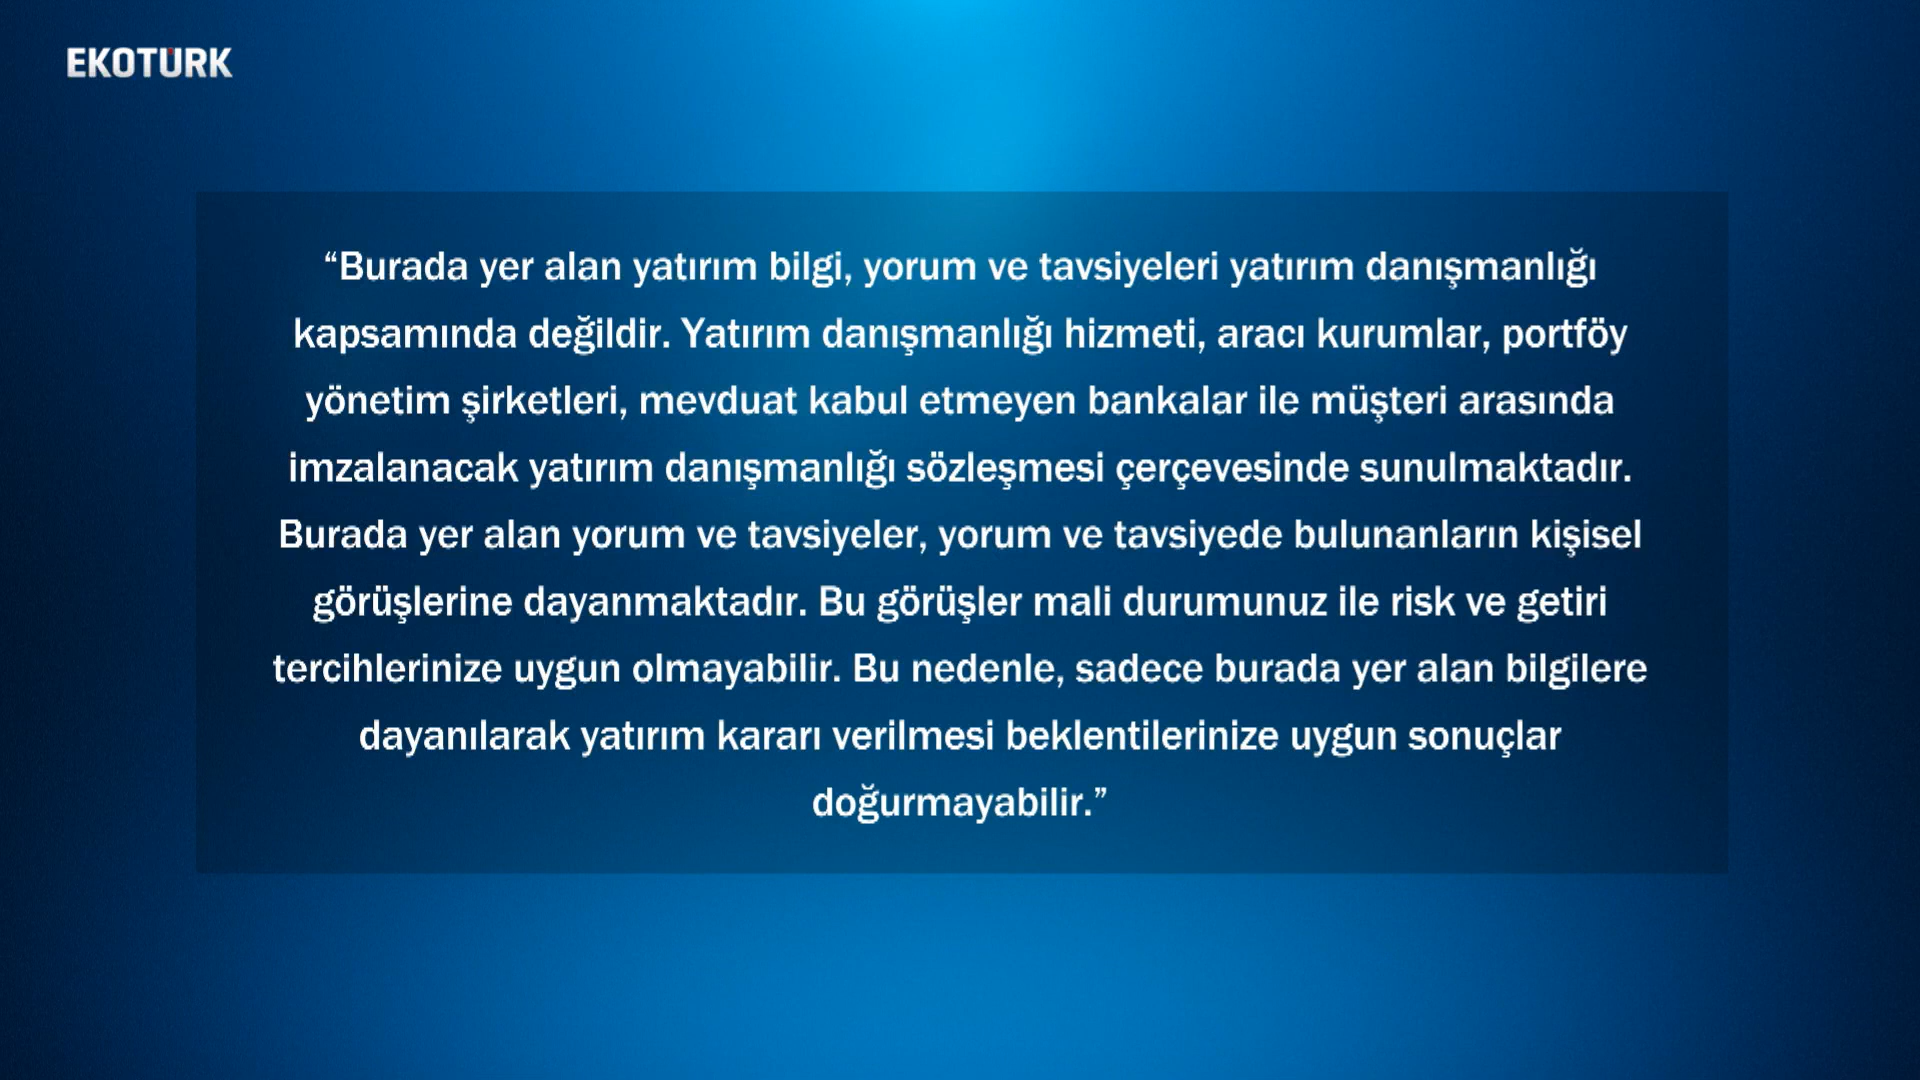 EKOTÜRK
“Burada yer alan yatırım bilgi, yorum ve tavsiyeleri yatırım danışmanlığı
kapsamında değildir. Yatırım danışmanlığı hizmeti, aracı kurumlar, portföy
yönetim şirketleri, mevduat kabul etmeyen bankalar ile müşteri arasında
imzalanacak yatırım danışmanlığı sözleşmesi çerçevesinde sunulmaktadır.
Burada yer alan yorum ve tavsiyeler, yorum ve tavsiyede bulunanların kişisel
görüşlerine dayanmaktadır. Bu görüşler mali durumunuz ile risk ve getiri
tercihlerinize uygun olmayabilir. Bu nedenle, sadece burada yer alan bilgilere
dayanılarak yatırım kararı verilmesi beklentilerinize uygun sonuçlar
doğurmayabilir.”